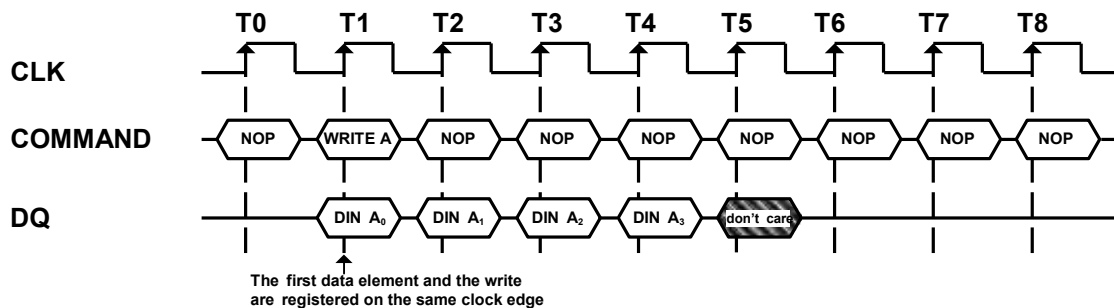 T0 T1 T2 T3 T4 T5 T6 T7 T8
CLK
COMMAND NOP WRITE A NOP NOP NOP NOP NOP NOP NOP
DQ DIN A₀ DIN A₁ DIN A₂ DIN A₃ don't care
The first data element and the write
are registered on the same clock edge